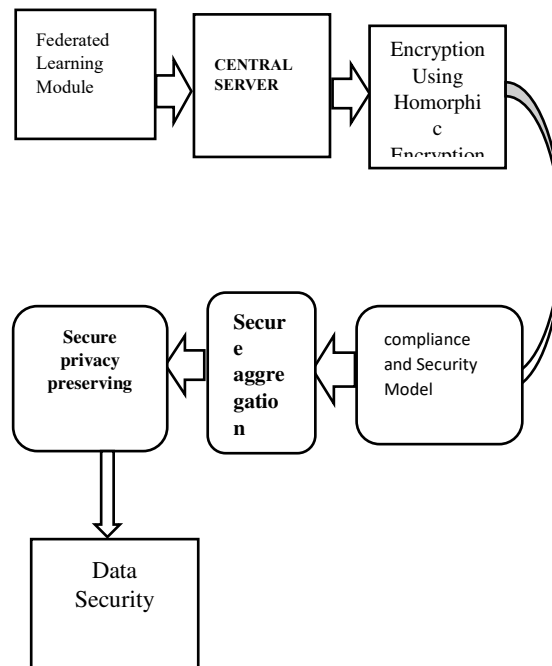 Federated
Learning
Module
CENTRAL
SERVER
Encryption
Using
Homorphi
c
Encryption
Secure
privacy
preserving
Secur
e
aggre
gatio
n
compliance
and Security
Model
Data
Security